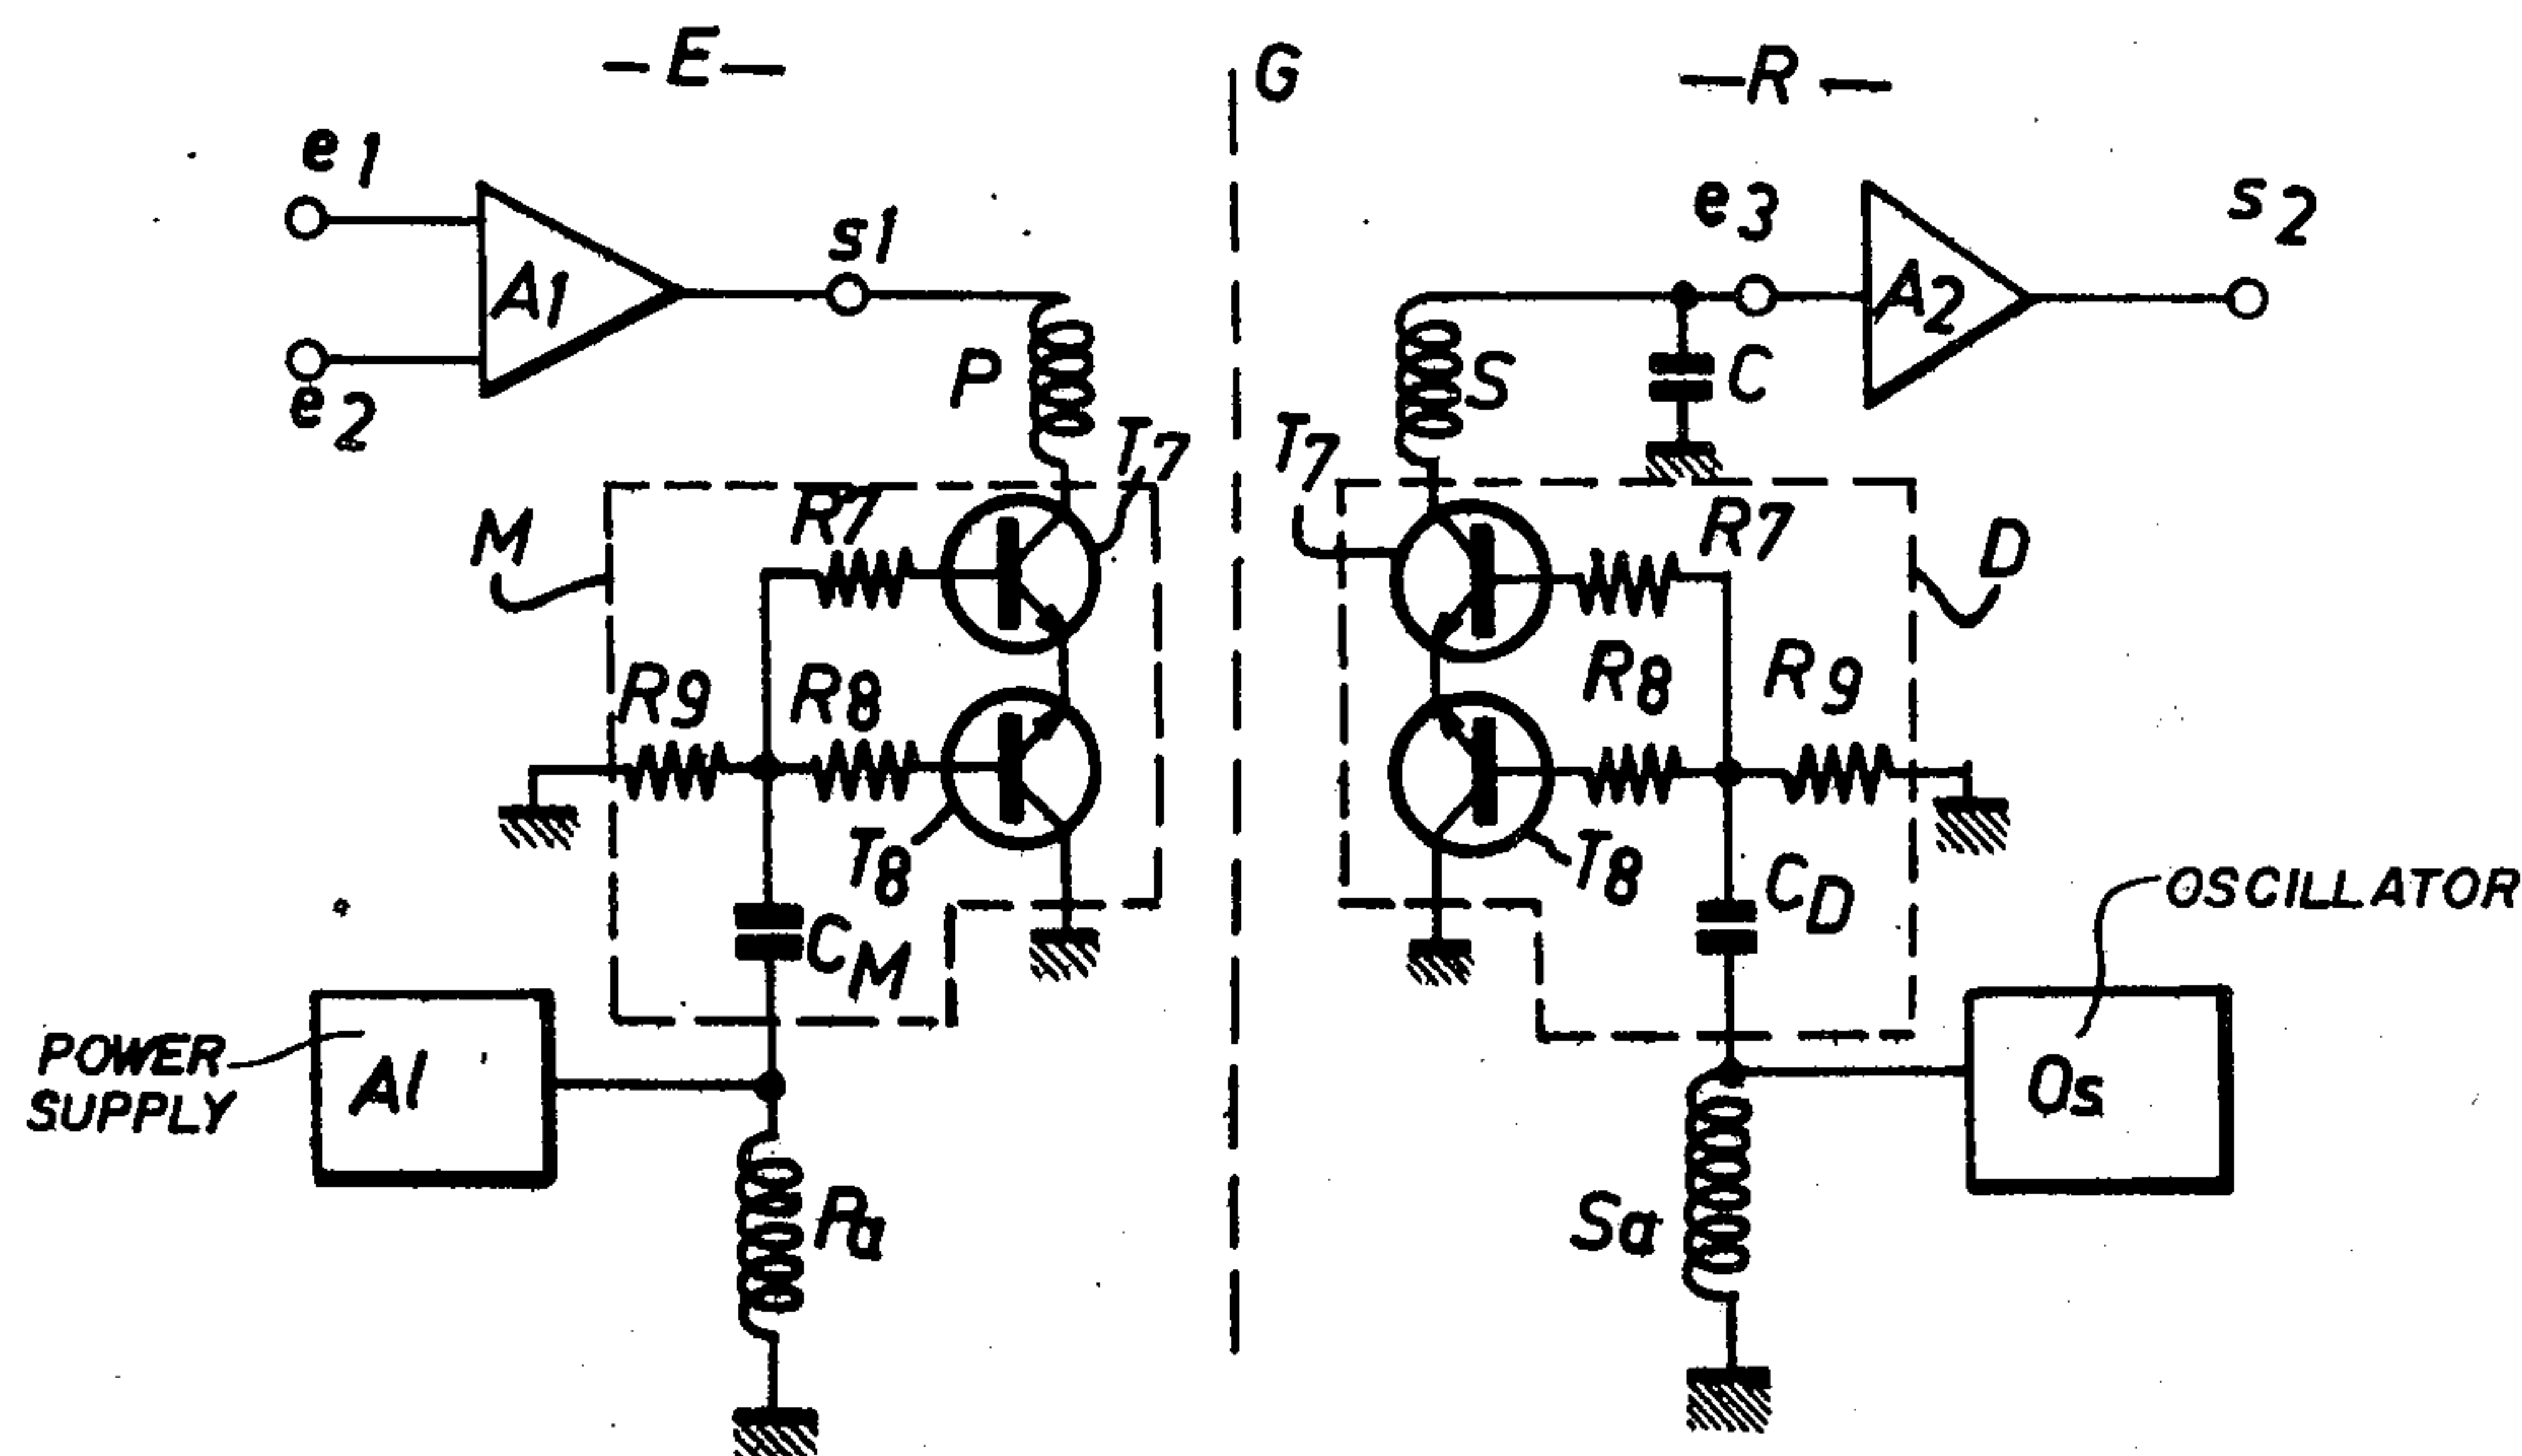 —E—
G
—R—
e1
A1
s1
e2
P
T7
e3
A2
s2
S
C
T7
M
R7
R7
D
R9
R8
R8
R9
T8
T8
CM
CD
OSCILLATOR
POWER
SUPPLY
Al
Os
Pa
Sa